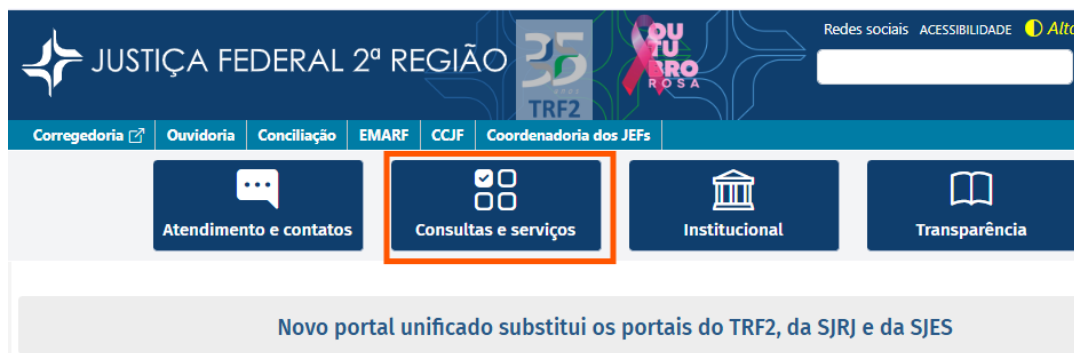 Redes sociais ACESSIBILIDADE Alto
JUSTIÇA FEDERAL 2ª REGIÃO
35
TRF2
OU
TU
BRO
ROSA
Corregedoria Ouvidoria Conciliação EMARF CCJF Coordenadoria dos JEFs
Atendimento e contatos Consultas e serviços Institucional Transparência
Novo portal unificado substitui os portais do TRF2, da SJRJ e da SJES